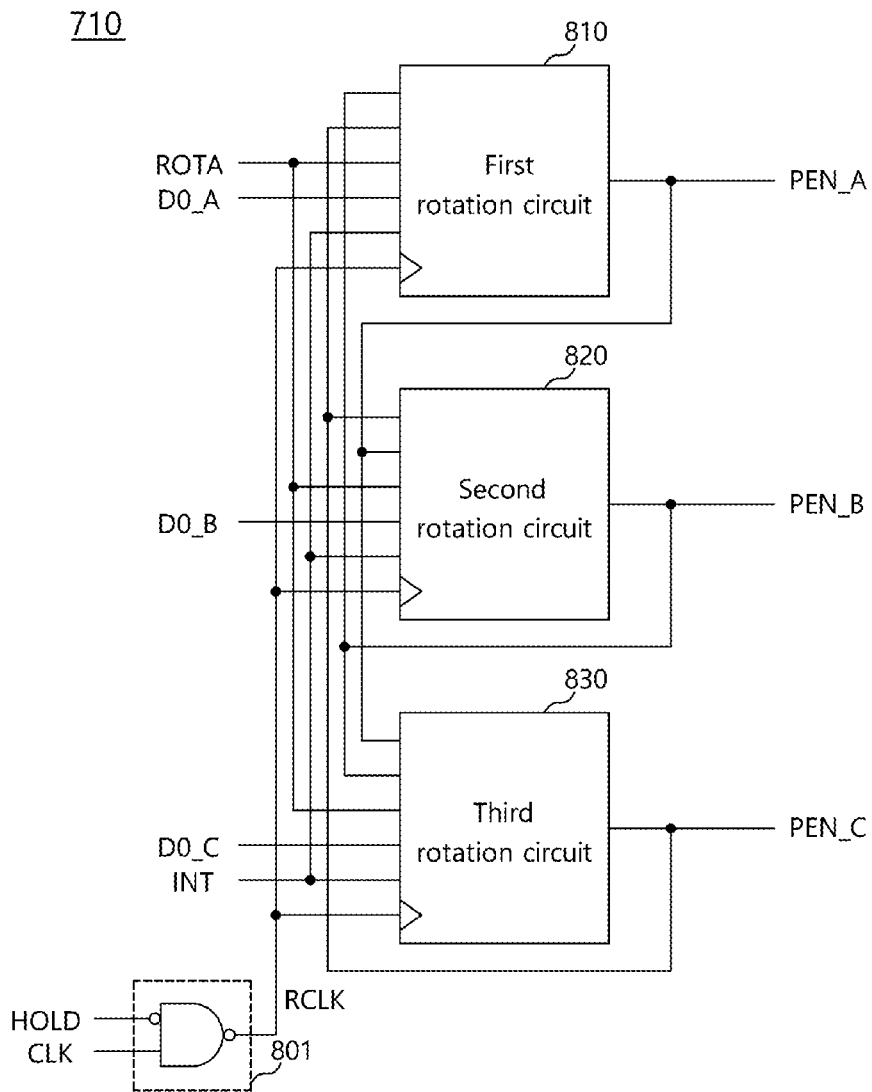 710
810
ROTA
D0_A
First
rotation circuit
PEN_A
820
D0_B
Second
rotation circuit
PEN_B
830
D0_C
INT
Third
rotation circuit
PEN_C
HOLD
CLK
RCLK
801